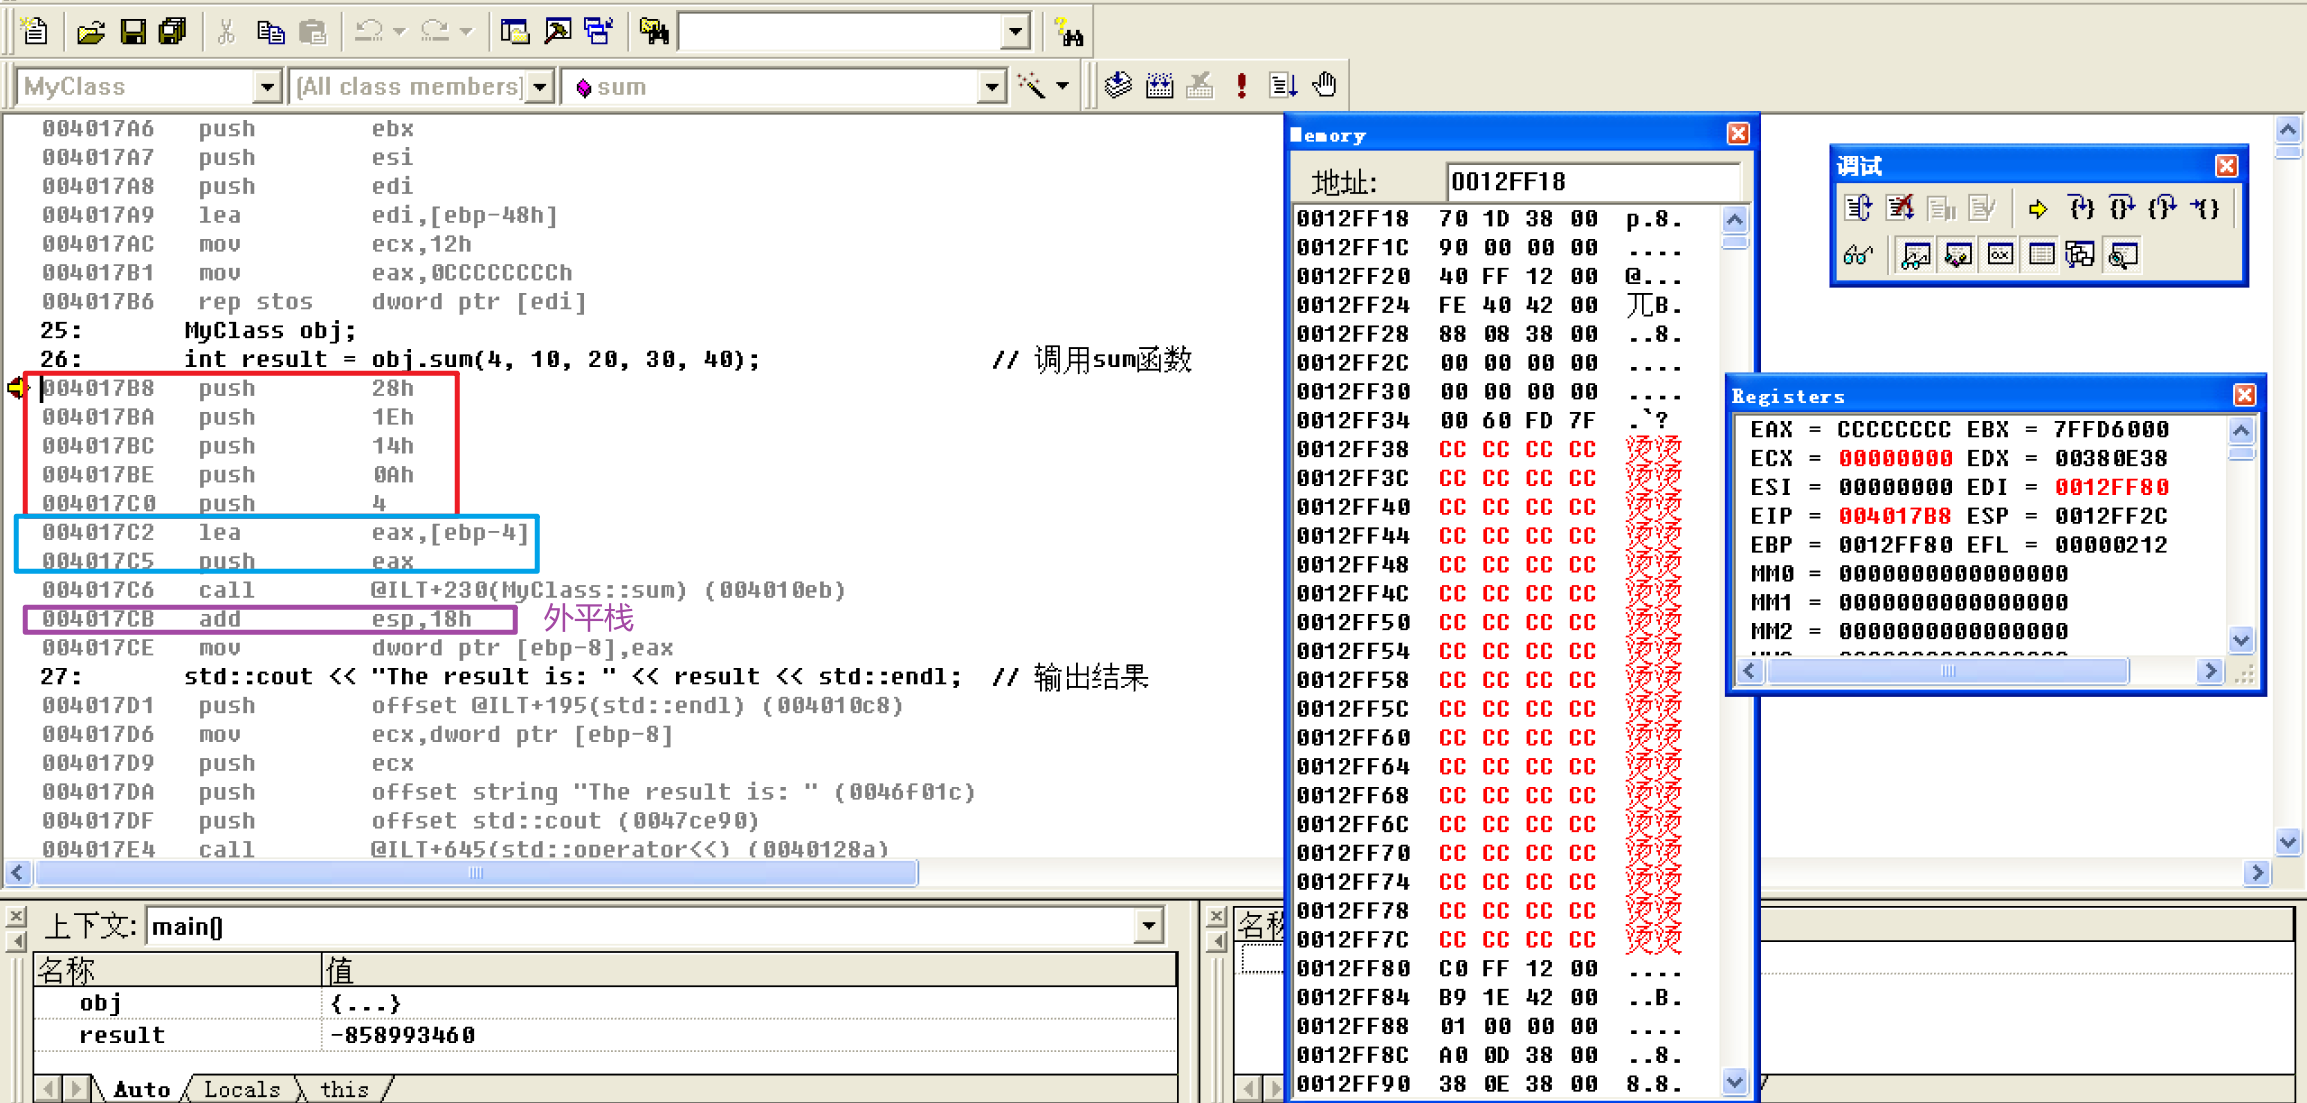 MyClass [All class members] sum
004017A6 push ebx
004017A7 push esi
004017A8 push edi
004017A9 lea edi,[ebp-48h]
004017AC mov ecx,12h
004017B1 mov eax,0CCCCCCCCh
004017B6 rep stos dword ptr [edi]
25: MyClass obj;
26: int result = obj.sum(4, 10, 20, 30, 40); // 调用sum函数
004017B8 push 28h
004017BA push 1Eh
004017BC push 14h
004017BE push 0Ah
004017C0 push 4
004017C2 lea eax,[ebp-4]
004017C5 push eax
004017C6 call @ILT+230(MyClass::sum) (004010eb)
004017CB add esp,18h 外平栈
004017CE mov dword ptr [ebp-8],eax
27: std::cout << "The result is: " << result << std::endl; // 输出结果
004017D1 push offset @ILT+195(std::endl) (004010c8)
004017D6 mov ecx,dword ptr [ebp-8]
004017D9 push ecx
004017DA push offset string "The result is: " (0046f01c)
004017DF push offset std::cout (0047ce90)
004017E4 call @ILT+645(std::operator<<) (0040128a)
Memory
地址: 0012FF18
0012FF18 70 1D 38 00 p.8.
0012FF1C 90 00 00 00 ....
0012FF20 40 FF 12 00 @...
0012FF24 FE 40 42 00 兀B.
0012FF28 88 08 38 00 ..8.
0012FF2C 00 00 00 00 ....
0012FF30 00 00 00 00 ....
0012FF34 00 60 FD 7F .`?
0012FF38 CC CC CC CC 烫烫
0012FF3C CC CC CC CC 烫烫
0012FF40 CC CC CC CC 烫烫
0012FF44 CC CC CC CC 烫烫
0012FF48 CC CC CC CC 烫烫
0012FF4C CC CC CC CC 烫烫
0012FF50 CC CC CC CC 烫烫
0012FF54 CC CC CC CC 烫烫
0012FF58 CC CC CC CC 烫烫
0012FF5C CC CC CC CC 烫烫
0012FF60 CC CC CC CC 烫烫
0012FF64 CC CC CC CC 烫烫
0012FF68 CC CC CC CC 烫烫
0012FF6C CC CC CC CC 烫烫
0012FF70 CC CC CC CC 烫烫
0012FF74 CC CC CC CC 烫烫
0012FF78 CC CC CC CC 烫烫
0012FF7C CC CC CC CC 烫烫
0012FF80 C0 FF 12 00 ....
0012FF84 B9 1E 42 00 ..B.
0012FF88 01 00 00 00 ....
0012FF8C A0 0D 38 00 ..8.
0012FF90 38 0E 38 00 8.8.
调试
Registers
EAX = CCCCCCCC EBX = 7FFD6000
ECX = 00000000 EDX = 00380E38
ESI = 00000000 EDI = 0012FF80
EIP = 004017B8 ESP = 0012FF2C
EBP = 0012FF80 EFL = 00000212
MM0 = 0000000000000000
MM1 = 0000000000000000
MM2 = 0000000000000000
上下文: main()
名称 值
obj {...}
result -858993460
Auto Locals this
名称